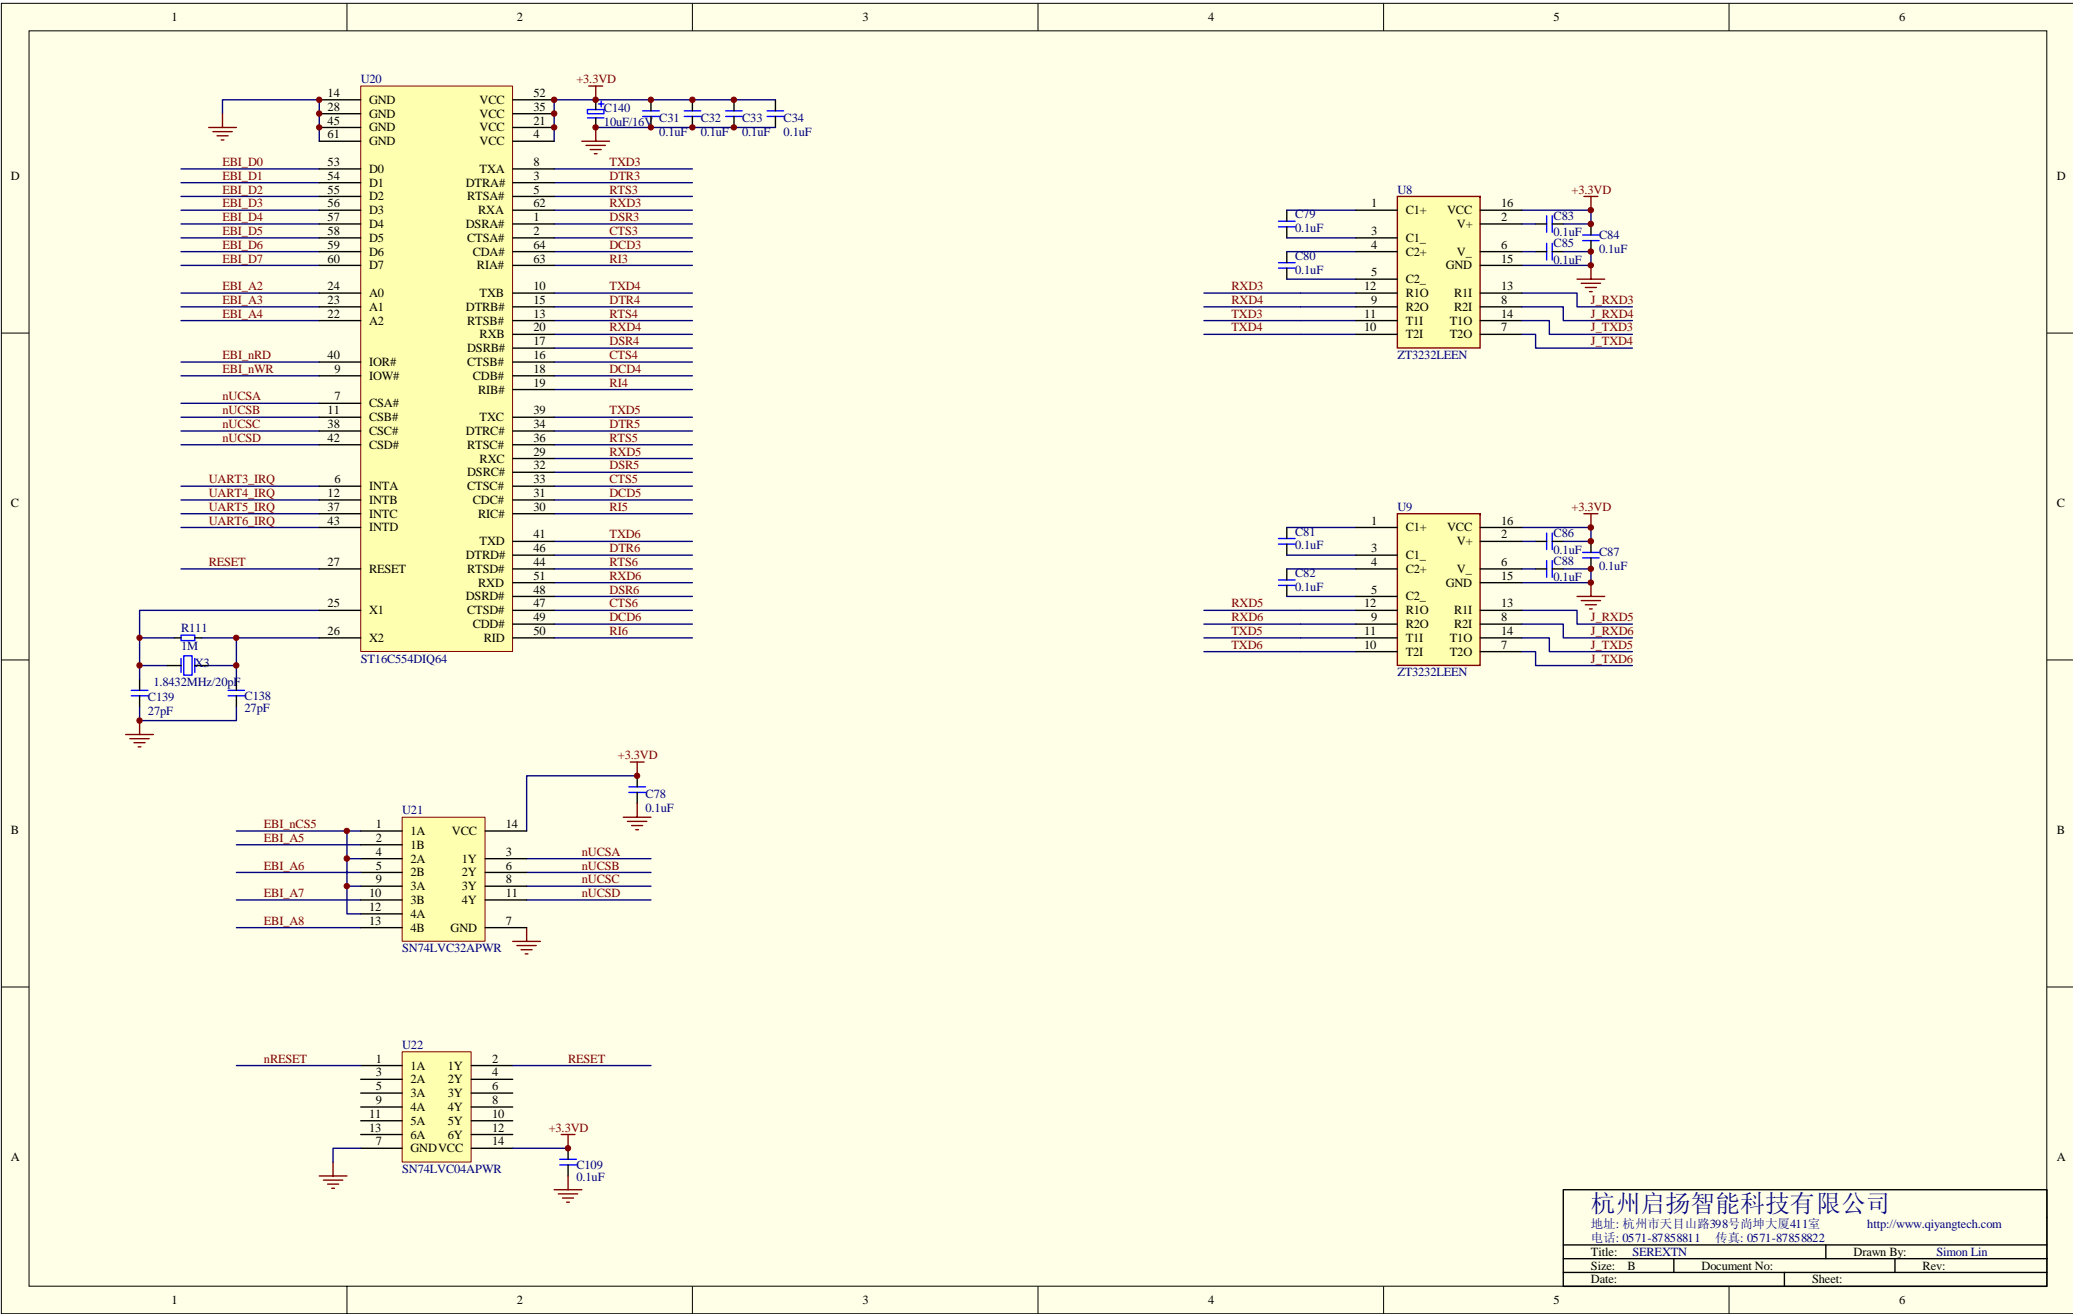 1 2 3 4 5 6
D
C
B
A
U20
14 GND
28 GND
45 GND
61 GND
EBI_D0 53 D0
EBI_D1 54 D1
EBI_D2 55 D2
EBI_D3 56 D3
EBI_D4 57 D4
EBI_D5 58 D5
EBI_D6 59 D6
EBI_D7 60 D7
EBI_A2 24 A0
EBI_A3 23 A1
EBI_A4 22 A2
EBI_nRD 40 IOR#
EBI_nWR 9 IOW#
nUCSA 7 CSA#
nUCSB 11 CSB#
nUCSC 38 CSC#
nUCSD 42 CSD#
UART3_IRQ 6 INTA
UART4_IRQ 12 INTB
UART5_IRQ 37 INTC
UART6_IRQ 43 INTD
RESET 27 RESET
25 X1
26 X2
VCC 52
VCC 35
VCC 21
VCC 4
TXA 8 TXD3
DTRA# 3 DTR3
RTSA# 5 RTS3
RXA 62 RXD3
DSRA# 1 DSR3
CTSA# 2 CTS3
CDA# 64 DCD3
RIA# 63 RI3
TXB 10 TXD4
DTRB# 15 DTR4
RTSB# 13 RTS4
RXB 20 RXD4
DSRB# 17 DSR4
CTSB# 16 CTS4
CDB# 18 DCD4
RIB# 19 RI4
TXC 39 TXD5
DTRC# 34 DTR5
RTSC# 36 RTS5
RXC 29 RXD5
DSRC# 32 DSR5
CTSC# 33 CTS5
CDC# 31 DCD5
RIC# 30 RI5
TXD 41 TXD6
DTRD# 46 DTR6
RTSD# 44 RTS6
RXD 51 RXD6
DSRD# 48 DSR6
CTSD# 47 CTS6
CDD# 49 DCD6
RID 50 RI6
ST16C554DIQ64
+3.3VD
+
C140
10uF/16V
C31
0.1uF
C32
0.1uF
C33
0.1uF
C34
0.1uF
R111
1M
X3
1.8432MHz/20pF
C139
27pF
C138
27pF
U8
1 C1+
3 C1_
4 C2+
5 C2_
RXD3 12 R1O
RXD4 9 R2O
TXD3 11 T1I
TXD4 10 T2I
VCC 16
V+ 2
V_ 6
GND 15
R1I 13 J_RXD3
R2I 8 J_RXD4
T1O 14 J_TXD3
T2O 7 J_TXD4
ZT3232LEEN
C79
0.1uF
C80
0.1uF
+3.3VD
C83
0.1uF
C85
0.1uF
C84
0.1uF
U9
1 C1+
3 C1_
4 C2+
5 C2_
RXD5 12 R1O
RXD6 9 R2O
TXD5 11 T1I
TXD6 10 T2I
VCC 16
V+ 2
V_ 6
GND 15
R1I 13 J_RXD5
R2I 8 J_RXD6
T1O 14 J_TXD5
T2O 7 J_TXD6
ZT3232LEEN
C81
0.1uF
C82
0.1uF
+3.3VD
C86
0.1uF
C88
0.1uF
C87
0.1uF
U21
EBI_nCS5 1 1A
EBI_A5 2 1B
4 2A
EBI_A6 5 2B
9 3A
EBI_A7 10 3B
12 4A
EBI_A8 13 4B
VCC 14
1Y 3 nUCSA
2Y 6 nUCSB
3Y 8 nUCSC
4Y 11 nUCSD
GND 7
SN74LVC32APWR
+3.3VD
C78
0.1uF
U22
nRESET 1 1A 1Y 2 RESET
3 2A 2Y 4
5 3A 3Y 6
9 4A 4Y 8
11 5A 5Y 10
13 6A 6Y 12
7 GND VCC 14
SN74LVC04APWR
+3.3VD
C109
0.1uF
D
C
B
A
杭州启扬智能科技有限公司
地址: 杭州市天目山路398号尚坤大厦411室 http://www.qiyangtech.com
电话: 0571-87858811 传真: 0571-87858822
Title: SEREXTN Drawn By: Simon Lin
Size: B Document No: Rev:
Date: Sheet:
1 2 3 4 5 6